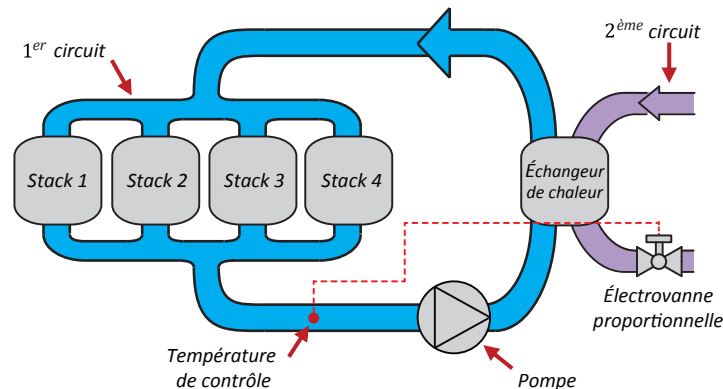 1er circuit
2ème circuit
Stack 1
Stack 2
Stack 3
Stack 4
Échangeur
de chaleur
Électrovanne
proportionnelle
Température
de contrôle
Pompe